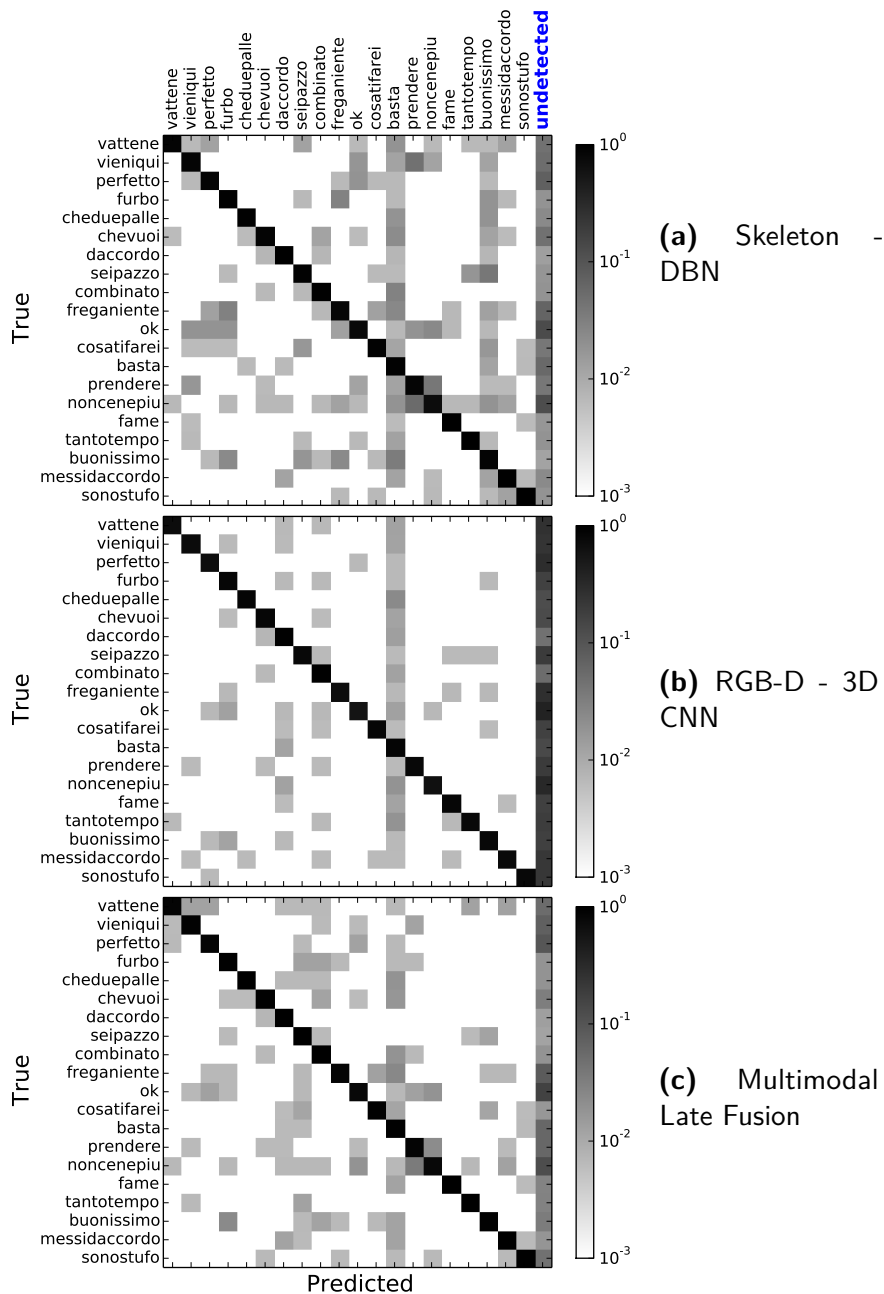 vattene
vieniqui
perfetto
furbo
cheduepalle
chevuoi
daccordo
seipazzo
combinato
freganiente
ok
cosatifarei
basta
prendere
noncenepiu
fame
tantotempo
buonissimo
messidaccordo
sonostufo
undetected
True
vattene
vieniqui
perfetto
furbo
cheduepalle
chevuoi
daccordo
seipazzo
combinato
freganiente
ok
cosatifarei
basta
prendere
noncenepiu
fame
tantotempo
buonissimo
messidaccordo
sonostufo
10^0
10^-1
10^-2
10^-3
(a) Skeleton -
DBN
True
vattene
vieniqui
perfetto
furbo
cheduepalle
chevuoi
daccordo
seipazzo
combinato
freganiente
ok
cosatifarei
basta
prendere
noncenepiu
fame
tantotempo
buonissimo
messidaccordo
sonostufo
10^0
10^-1
10^-2
10^-3
(b) RGB-D - 3D
CNN
True
vattene
vieniqui
perfetto
furbo
cheduepalle
chevuoi
daccordo
seipazzo
combinato
freganiente
ok
cosatifarei
basta
prendere
noncenepiu
fame
tantotempo
buonissimo
messidaccordo
sonostufo
10^0
10^-1
10^-2
10^-3
(c) Multimodal
Late Fusion
Predicted